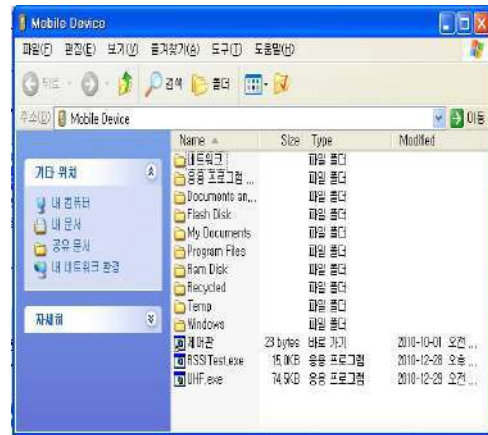 Mobile Device
파일(F) 편집(E) 보기(V) 즐겨찾기(A) 도구(T) 도움말(H)
뒤로 검색 폴더
주소(D) Mobile Device 이동
Name Size Type Modified
기타 위치
내 컴퓨터
내 문서
공유 문서
내 네트워크 환경
자세히
네트워크 파일 폴더
응용 프로그램 ... 파일 폴더
Documents an... 파일 폴더
Flash Disk 파일 폴더
My Documents 파일 폴더
Program Files 파일 폴더
Ram Disk 파일 폴더
Recycled 파일 폴더
Temp 파일 폴더
Windows 파일 폴더
제어판 23 bytes 바로 가기 2010-10-01 오전 ...
RSSITest.exe 15,0KB 응용 프로그램 2010-12-28 오후 ...
UHF.exe 74,5KB 응용 프로그램 2010-12-29 오전 ...